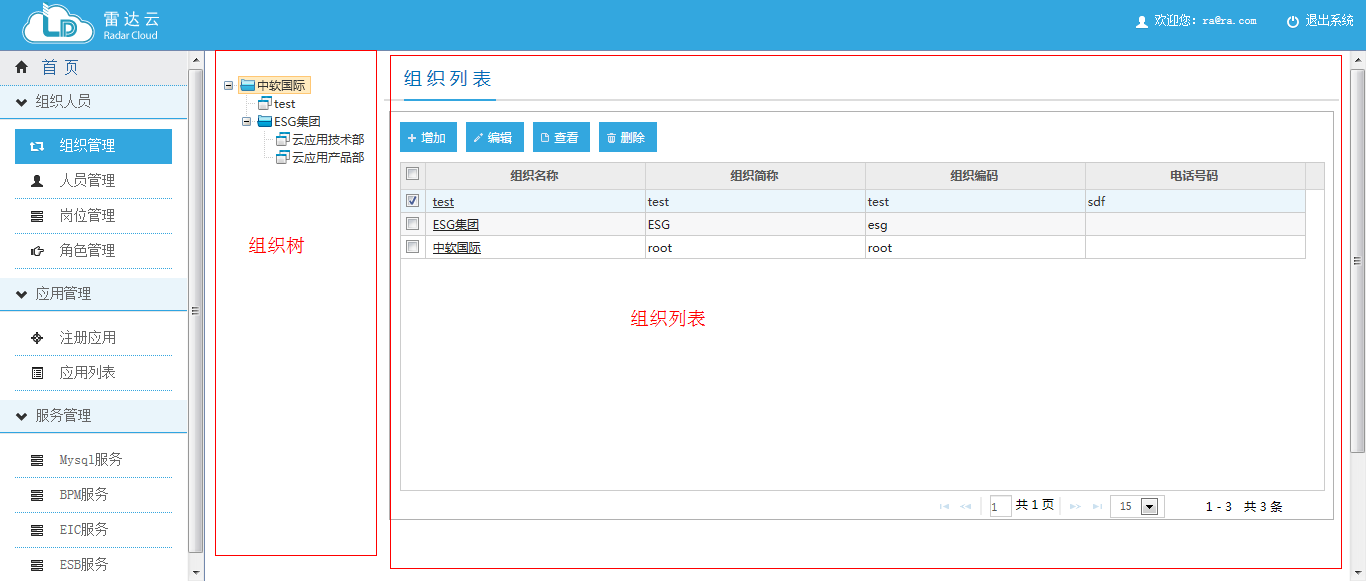 雷达云
Radar Cloud
欢迎您: ra@ra.com
退出系统
首 页
组织人员
组织管理
人员管理
岗位管理
角色管理
应用管理
注册应用
应用列表
服务管理
Mysql服务
BPM服务
EIC服务
ESB服务
中软国际
test
ESG集团
云应用技术部
云应用产品部
组织树
组织列表
增加 编辑 查看 删除
组织名称 组织简称 组织编码 电话号码
test test test sdf
ESG集团 ESG esg
中软国际 root root
组织列表
1 共 1 页 15 1 - 3 共 3 条